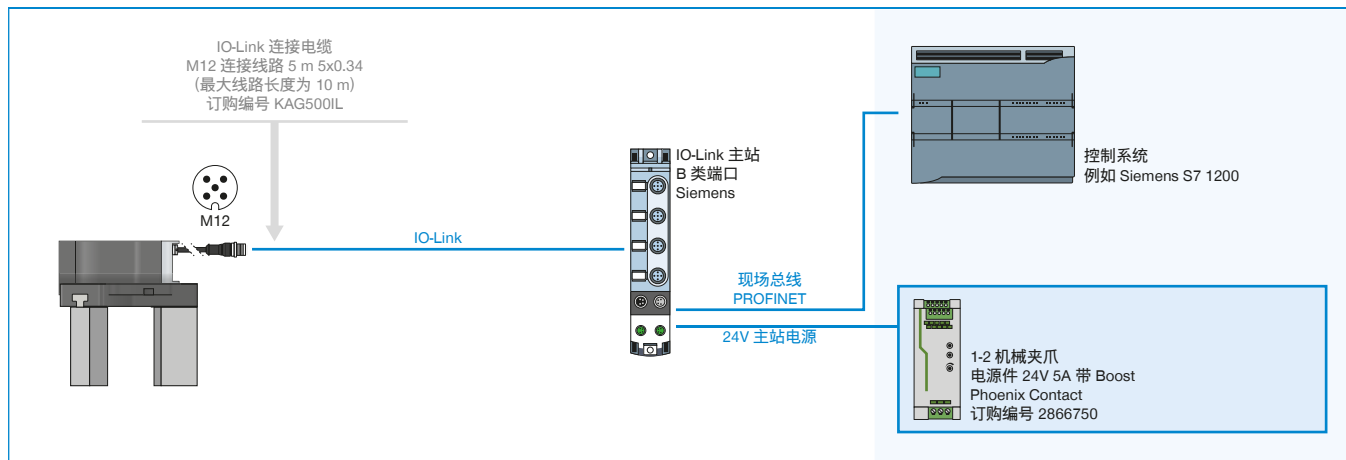 IO-Link 连接电缆
M12 连接线路 5 m 5x0.34
(最大线路长度为 10 m)
订购编号 KAG500IL
M12
IO-Link
IO-Link 主站
B 类端口
Siemens
控制系统
例如 Siemens S7 1200
现场总线
PROFINET
24V 主站电源
1-2 机械夹爪
电源件 24V 5A 带 Boost
Phoenix Contact
订购编号 2866750